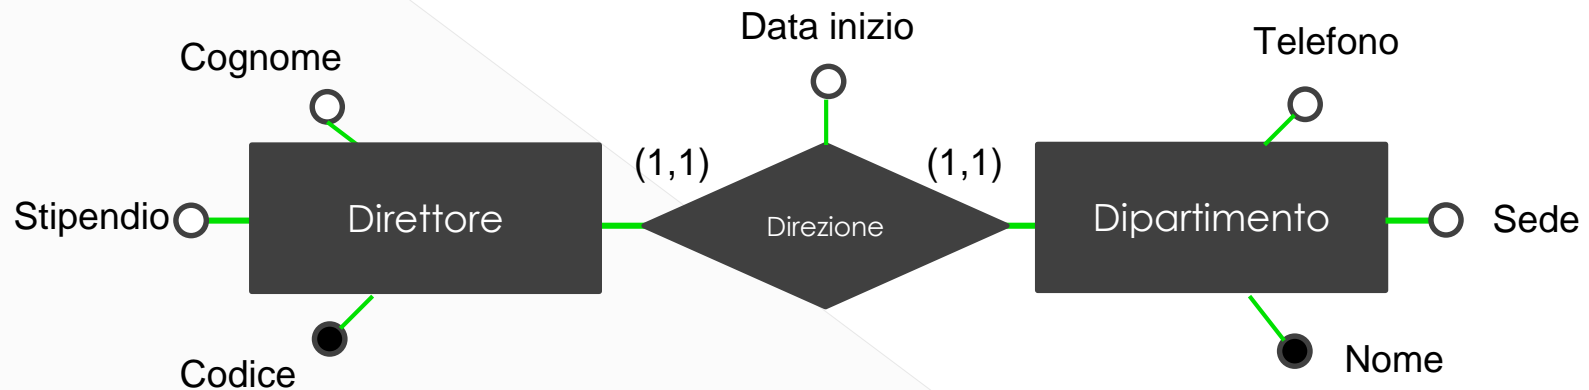 Data inizio
Telefono
Cognome
(1,1)
(1,1)
Stipendio
Direttore
Direzione
Dipartimento
Sede
Codice
Nome